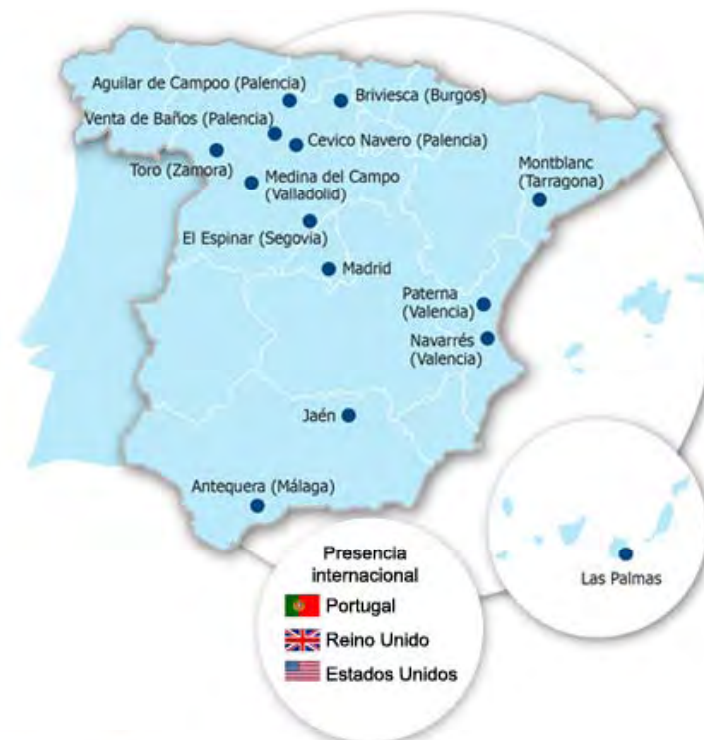 Aguilar de Campoo (Palencia)
Briviesca (Burgos)
Venta de Baños (Palencia)
Cevico Navero (Palencia)
Toro (Zamora)
Medina del Campo
(Valladolid)
Montblanc
(Tarragona)
El Espinar (Segovia)
Madrid
Paterna
(Valencia)
Navarrés
(Valencia)
Jaén
Antequera (Málaga)
Las Palmas
Presencia
internacional
Portugal
Reino Unido
Estados Unidos